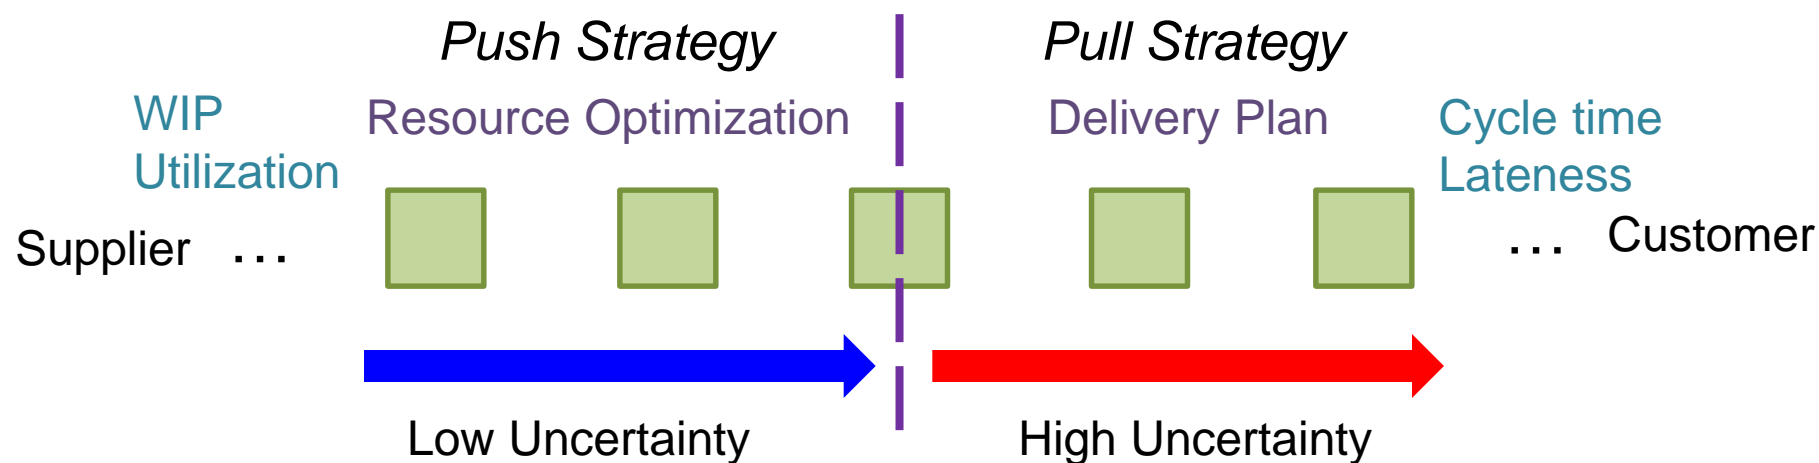 Push Strategy
Pull Strategy
WIP
Utilization
Resource Optimization
Delivery Plan
Cycle time
Lateness
Supplier
…
…
Customer
Low Uncertainty
High Uncertainty